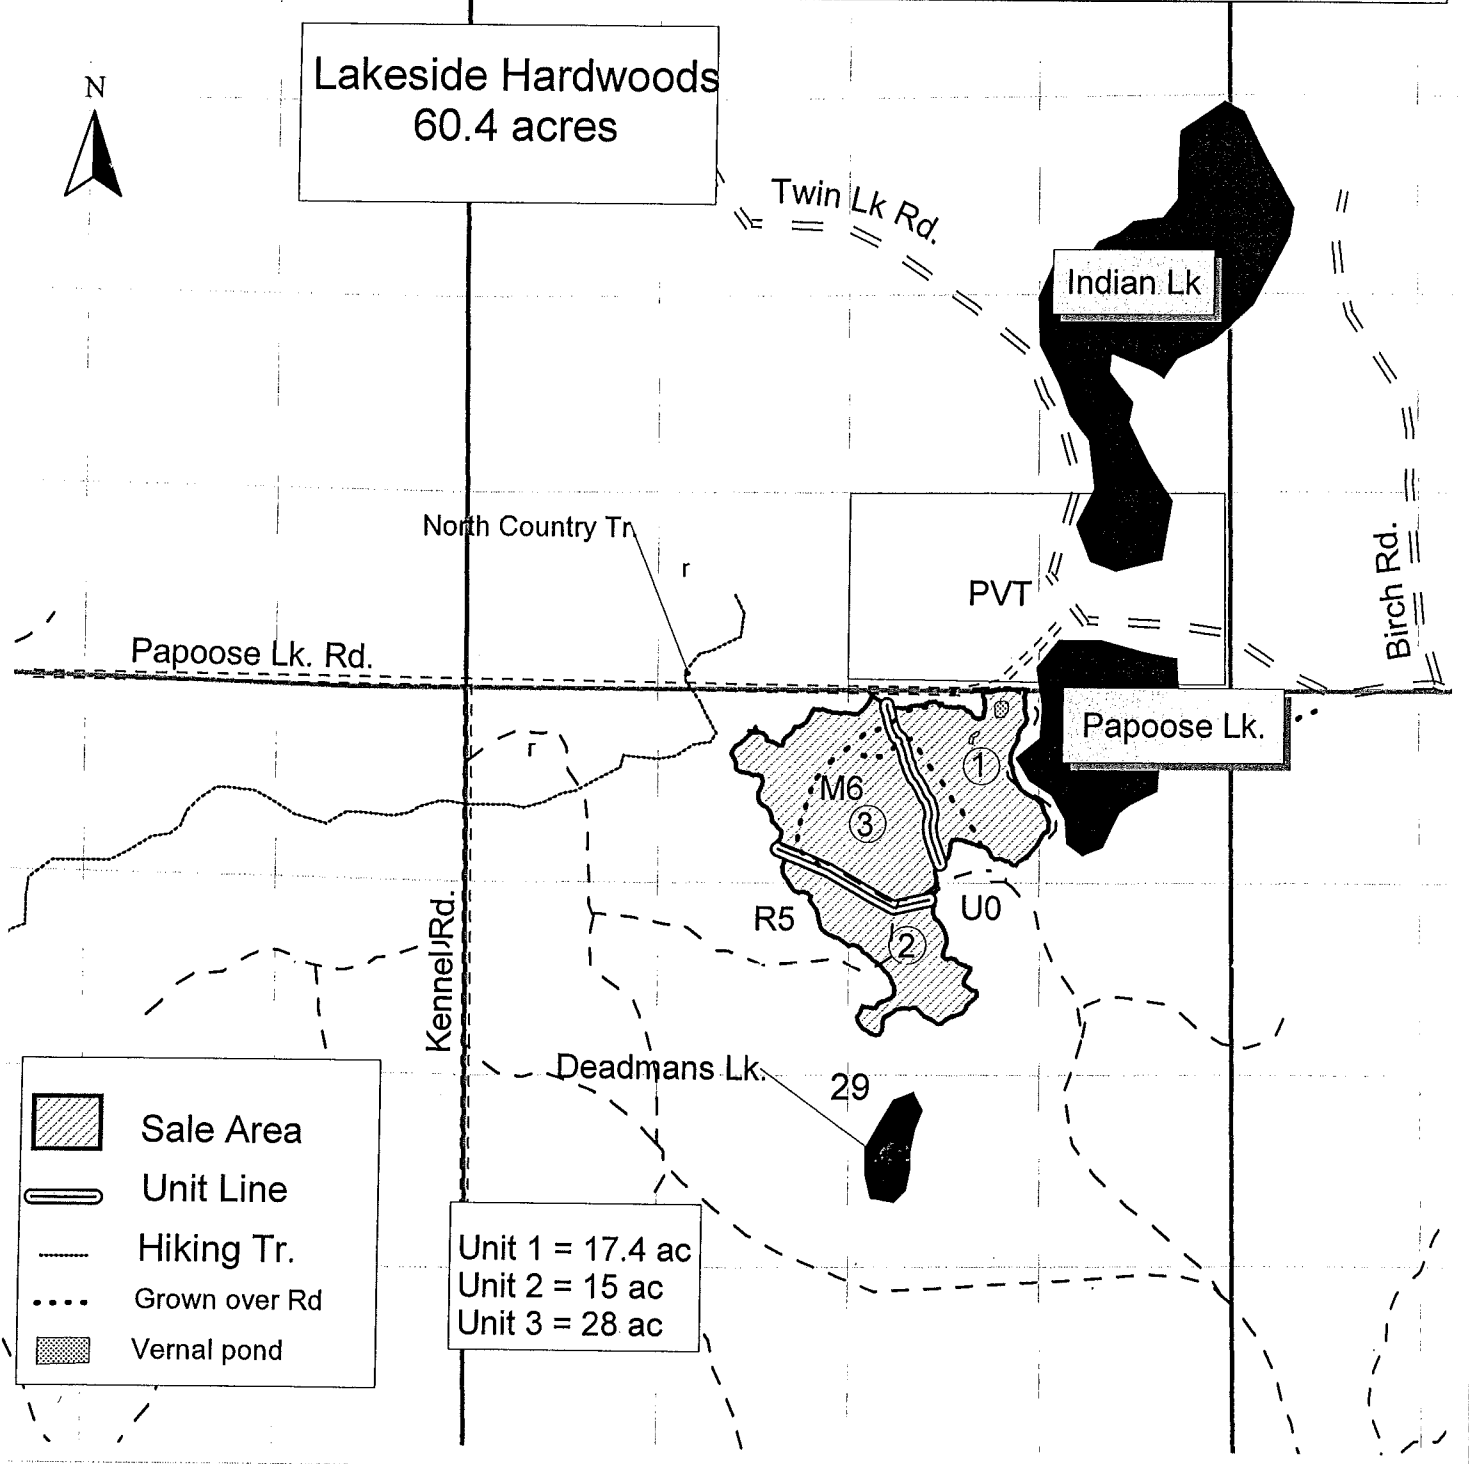 Lakeside Hardwoods
60.4 acres
N
Twin Lk Rd.
Indian Lk
North Country Tr.
r
PVT
Birch Rd.
Papoose Lk. Rd.
Papoose Lk.
r
1
M6
3
R5
U0
2
Kennel Rd.
Deadmans Lk.
29
Sale Area
Unit Line
Hiking Tr.
Grown over Rd
Vernal pond
Unit 1 = 17.4 ac
Unit 2 = 15 ac
Unit 3 = 28 ac